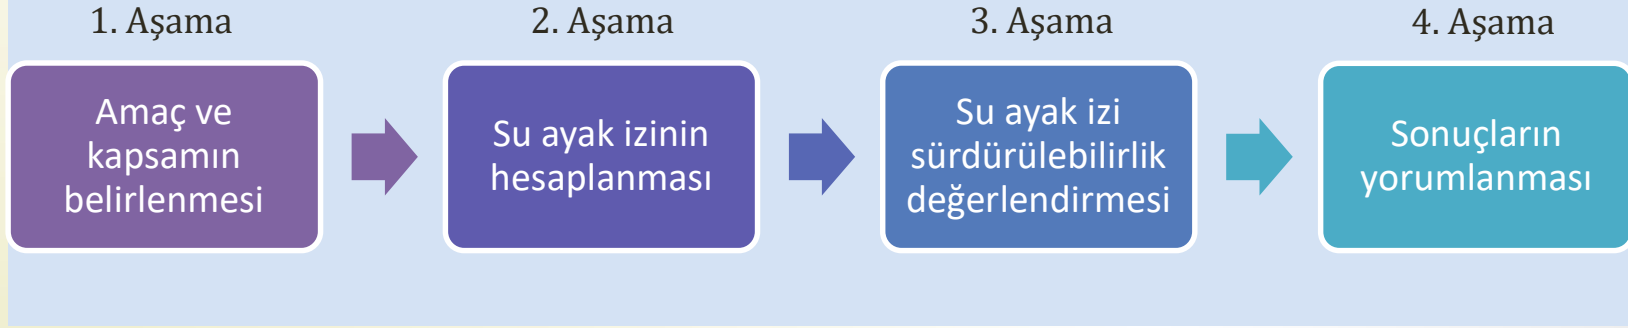 1. Aşama
2. Aşama
3. Aşama
4. Aşama
Amaç ve
kapsamın
belirlenmesi
Su ayak izinin
hesaplanması
Su ayak izi
sürdürülebilirlik
değerlendirmesi
Sonuçların
yorumlanması